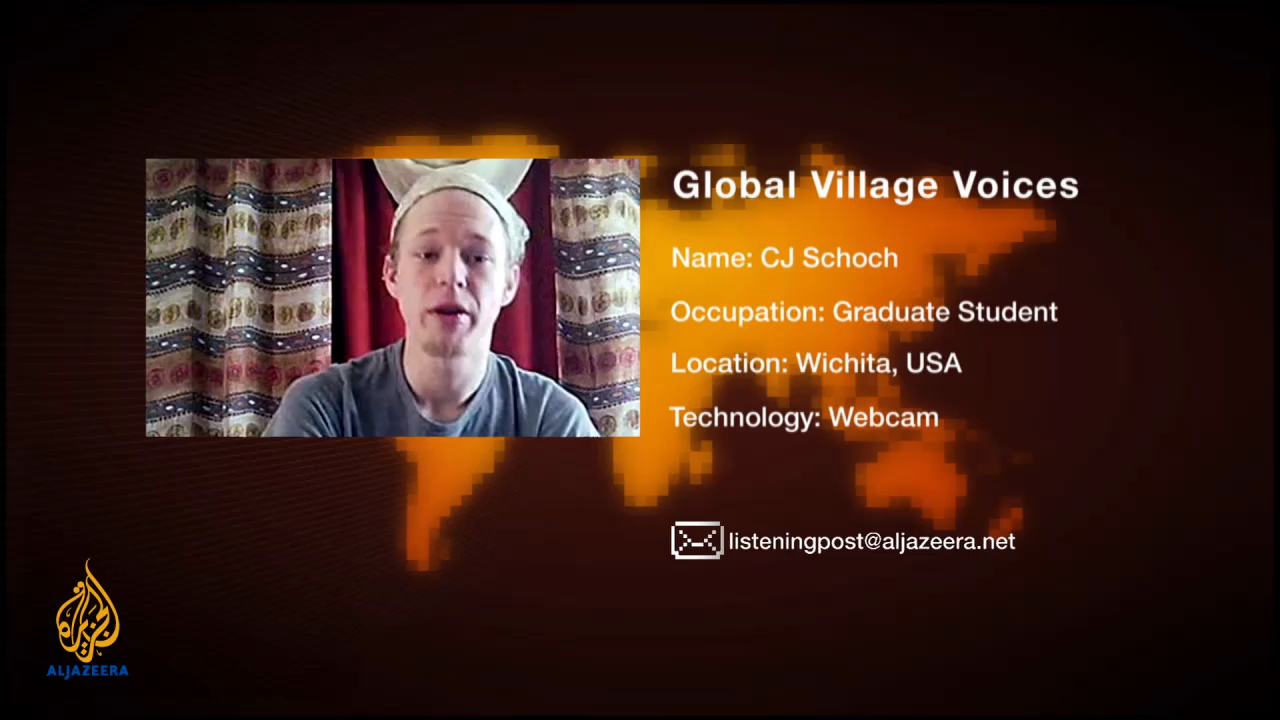 Global Village Voices
Name: CJ Schoch
Occupation: Graduate Student
Location: Wichita, USA
Technology: Webcam
listeningpost@aljazeera.net
الجزيرة
ALJAZEERA